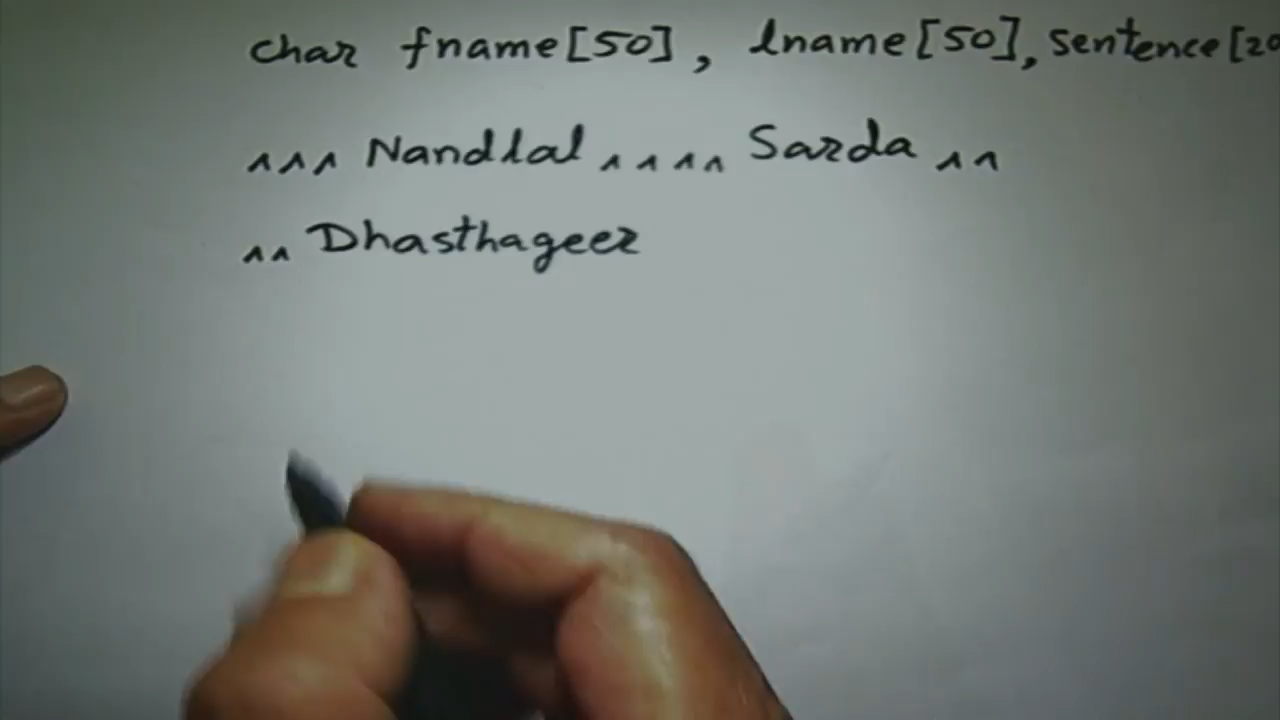 char fname[50], lname[50], sentence[20
^^^ Nandlal ^^^^ Sarda ^^
^^ Dhasthageer